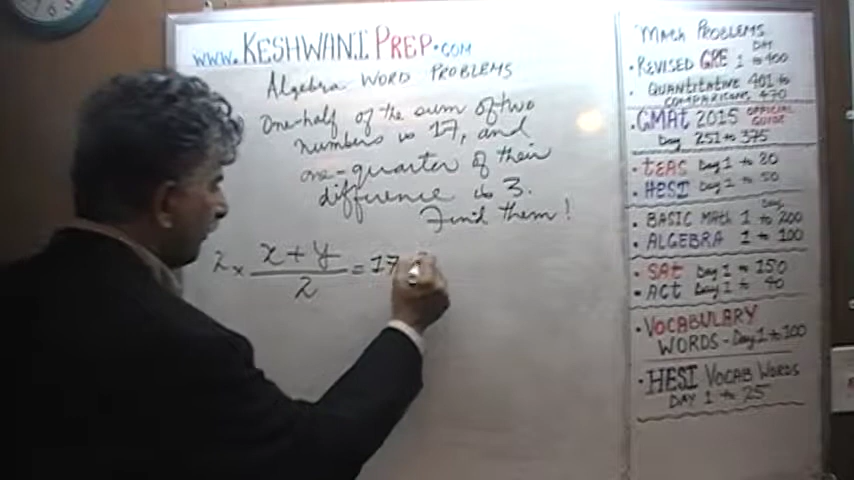 www.KESHWANIPREP.COM
Algebra WORD PROBLEMS
One-half of the sum of two
numbers is 17, and
one-quarter of their
difference is 3.
Find them!
2 × x + y = 17
2
Math PROBLEMS
Day
• REVISED GRE 1 to 400
• QUANTITATIVE 401 to
COMPARISONS, 470
• GMAT 2015 OFFICIAL GUIDE
Day 251 to 375
• TEAS Day 1 to 20
• HESI Day 1 to 50
Day
• BASIC Math 1 to 200
• ALGEBRA 1 to 100
• SAT Day 1 to 150
• ACT Day 1 to 40
• VOCABULARY
WORDS - Day 1 to 100
• HESI VOCAB WORDS
DAY 1 to 25